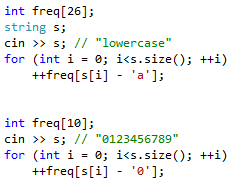 int freq[26];
string s;
cin >> s; // "lowercase"
for (int i = 0; i<s.size(); ++i)
    ++freq[s[i] - 'a'];

int freq[10];
cin >> s; // "0123456789"
for (int i = 0; i<s.size(); ++i)
    ++freq[s[i] - '0'];